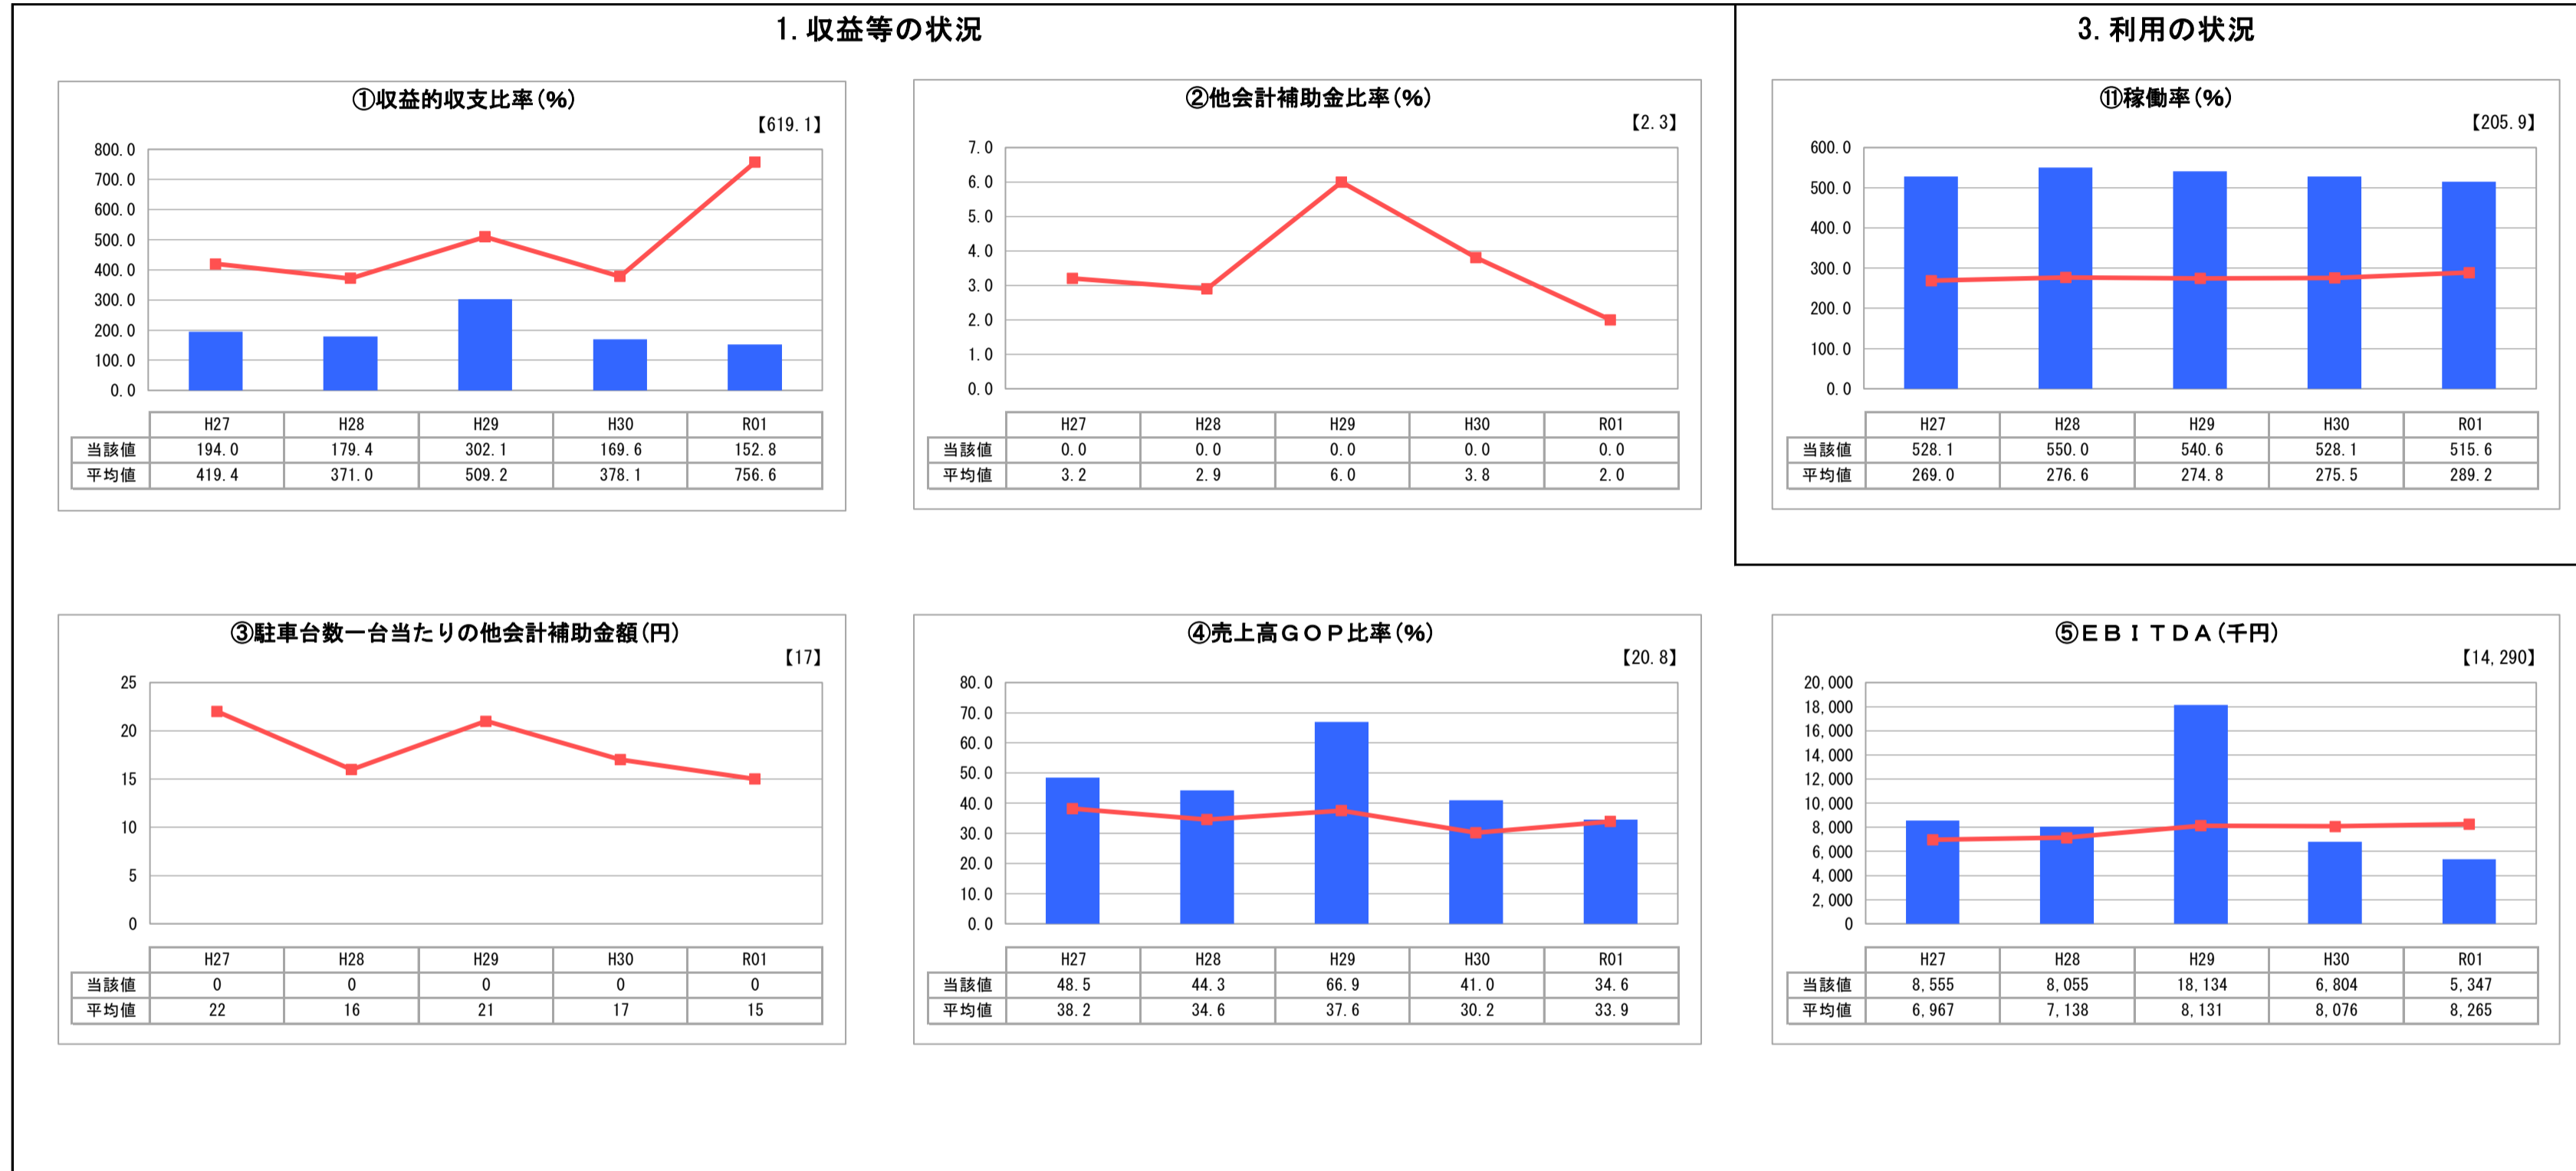 1. 収益等の状況
①収益的収支比率(%)
【619.1】
800.0
700.0
600.0
500.0
400.0
300.0
200.0
100.0
0.0
H27 H28 H29 H30 R01
当該値 194.0 179.4 302.1 169.6 152.8
平均値 419.4 371.0 509.2 378.1 756.6
②他会計補助金比率(%)
【2.3】
7.0
6.0
5.0
4.0
3.0
2.0
1.0
0.0
H27 H28 H29 H30 R01
当該値 0.0 0.0 0.0 0.0 0.0
平均値 3.2 2.9 6.0 3.8 2.0
3. 利用の状況
⑪稼働率(%)
【205.9】
600.0
500.0
400.0
300.0
200.0
100.0
0.0
H27 H28 H29 H30 R01
当該値 528.1 550.0 540.6 528.1 515.6
平均値 269.0 276.6 274.8 275.5 289.2
③駐車台数一台当たりの他会計補助金額(円)
【17】
25
20
15
10
5
0
H27 H28 H29 H30 R01
当該値 0 0 0 0 0
平均値 22 16 21 17 15
④売上高GOP比率(%)
【20.8】
80.0
70.0
60.0
50.0
40.0
30.0
20.0
10.0
0.0
H27 H28 H29 H30 R01
当該値 48.5 44.3 66.9 41.0 34.6
平均値 38.2 34.6 37.6 30.2 33.9
⑤EBITDA(千円)
【14,290】
20,000
18,000
16,000
14,000
12,000
10,000
8,000
6,000
4,000
2,000
0
H27 H28 H29 H30 R01
当該値 8,555 8,055 18,134 6,804 5,347
平均値 6,967 7,138 8,131 8,076 8,265